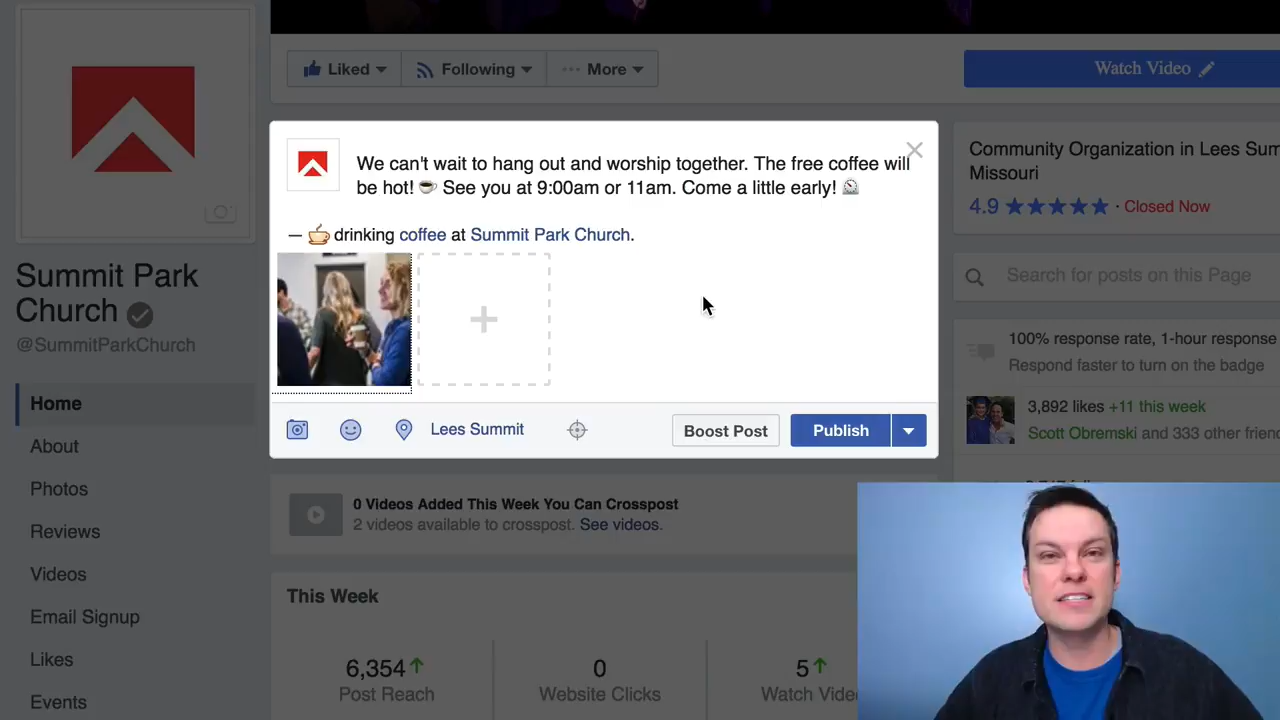 Liked
Following
More
Watch Video
We can't wait to hang out and worship together. The free coffee will
be hot! ☕ See you at 9:00am or 11am. Come a little early! ⏲
— ☕ drinking coffee at Summit Park Church.
Lees Summit
Boost Post
Publish
Community Organization in Lees Sum
Missouri
4.9 ★★★★★ · Closed Now
Search for posts on this Page
100% response rate, 1-hour response
Respond faster to turn on the badge
3,892 likes +11 this week
Scott Obremski and 333 other friend
Summit Park
Church
@SummitParkChurch
Home
About
Photos
Reviews
Videos
Email Signup
Likes
Events
0 Videos Added This Week You Can Crosspost
2 videos available to crosspost. See videos.
This Week
6,354
Post Reach
0
Website Clicks
5
Watch Vide